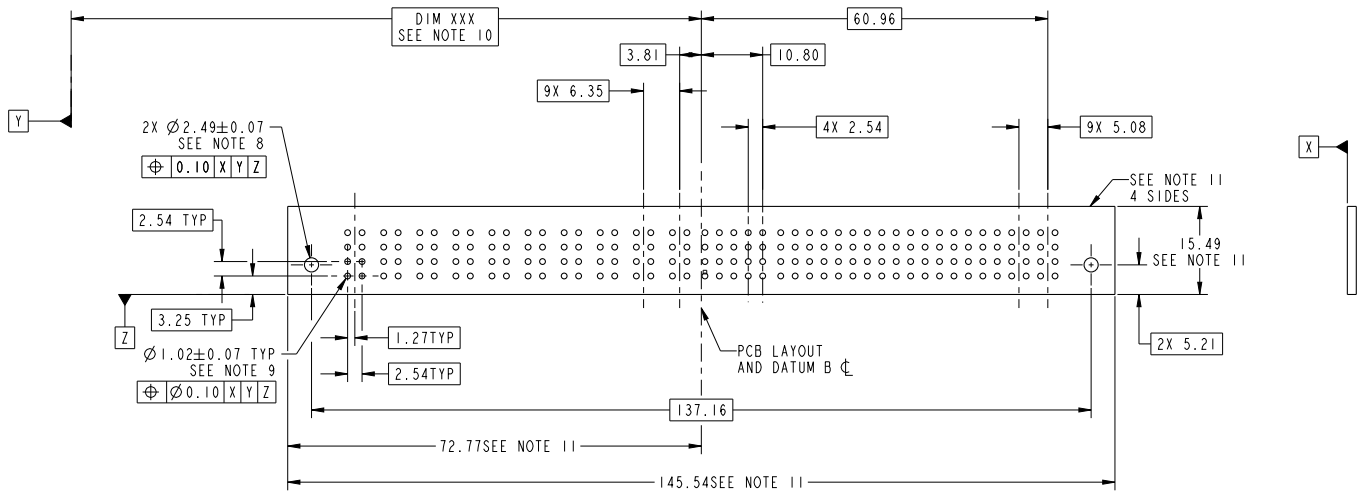 DIM XXX
SEE NOTE 10
60.96
3.81
10.80
9X 6.35
4X 2.54
9X 5.08
Y
X
2X Ø2.49±0.07
SEE NOTE 8
⌖ 0.10 X Y Z
SEE NOTE 11
4 SIDES
2.54 TYP
15.49
SEE NOTE 11
3.25 TYP
Z
Ø1.02±0.07 TYP
SEE NOTE 9
⌖ Ø0.10 X Y Z
1.27TYP
2.54TYP
PCB LAYOUT
AND DATUM B ℄
2X 5.21
137.16
72.77SEE NOTE 11
145.54SEE NOTE 11